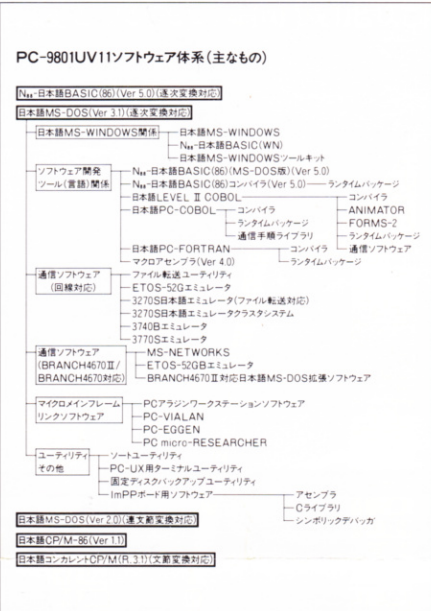 PC-9801UV11ソフトウェア体系(主なもの)
N₈₈-日本語BASIC(86)(Ver 5.0)(逐次変換対応)
日本語MS-DOS(Ver 3.1)(逐次変換対応)
日本語MS-WINDOWS関係
日本語MS-WINDOWS
N₈₈-日本語BASIC(WN)
日本語MS-WINDOWSツールキット
ソフトウェア開発
ツール(言語)関係
N₈₈-日本語BASIC(86)(MS-DOS版)(Ver 5.0)
N₈₈-日本語BASIC(86)コンパイラ(Ver 5.0)
ランタイムパッケージ
日本語LEVEL II COBOL
コンパイラ
ANIMATOR
FORMS-2
ランタイムパッケージ
通信ソフトウェア
日本語PC-COBOL
コンパイラ
ランタイムパッケージ
通信手順ライブラリ
日本語PC-FORTRAN
コンパイラ
ランタイムパッケージ
マクロアセンブラ(Ver 4.0)
通信ソフトウェア
(回線対応)
ファイル転送ユーティリティ
ETOS-52Gエミュレータ
3270S日本語エミュレータ(ファイル転送対応)
3270S日本語エミュレータクラスタシステム
3740Bエミュレータ
3770Sエミュレータ
通信ソフトウェア
(BRANCH4670II/
BRANCH4670対応)
MS-NETWORKS
ETOS-52GBエミュレータ
BRANCH4670II対応日本語MS-DOS拡張ソフトウェア
マイクロメインフレーム
リンクソフトウェア
PCアラジンワークステーションソフトウェア
PC-VIALAN
PC-EGGEN
PC micro-RESEARCHER
ユーティリティ
その他
ソートユーティリティ
PC-UX用ターミナルユーティリティ
固定ディスクバックアップユーティリティ
ImPPボード用ソフトウェア
アセンブラ
Cライブラリ
シンボリックデバッガ
日本語MS-DOS(Ver 2.0)(連文節変換対応)
日本語CP/M-86(Ver 1.1)
日本語コンカレントCP/M(R.3.1)(文節変換対応)